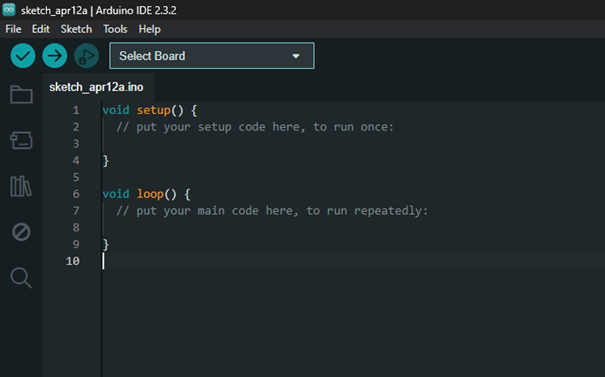 sketch_apr12a | Arduino IDE 2.3.2
File Edit Sketch Tools Help
Select Board
sketch_apr12a.ino
1 void setup() {
2   // put your setup code here, to run once:
3
4 }
5
6 void loop() {
7   // put your main code here, to run repeatedly:
8
9 }
10